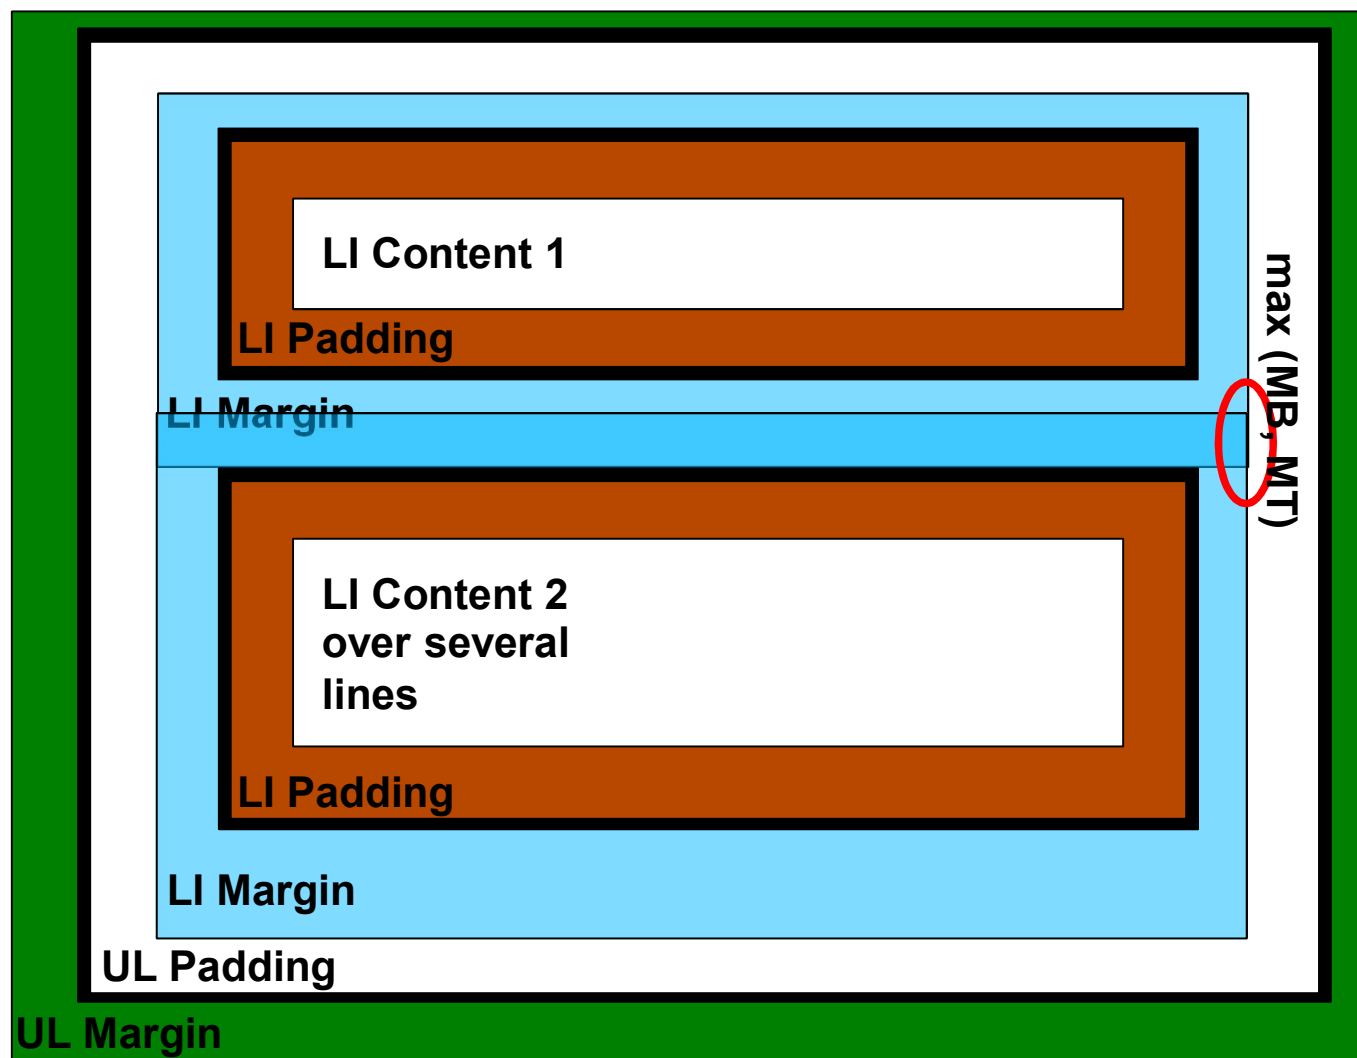 LI Content 1
LI Padding
LI Margin
max (MB, MT)
LI Content 2
over several
lines
LI Padding
LI Margin
UL Padding
UL Margin